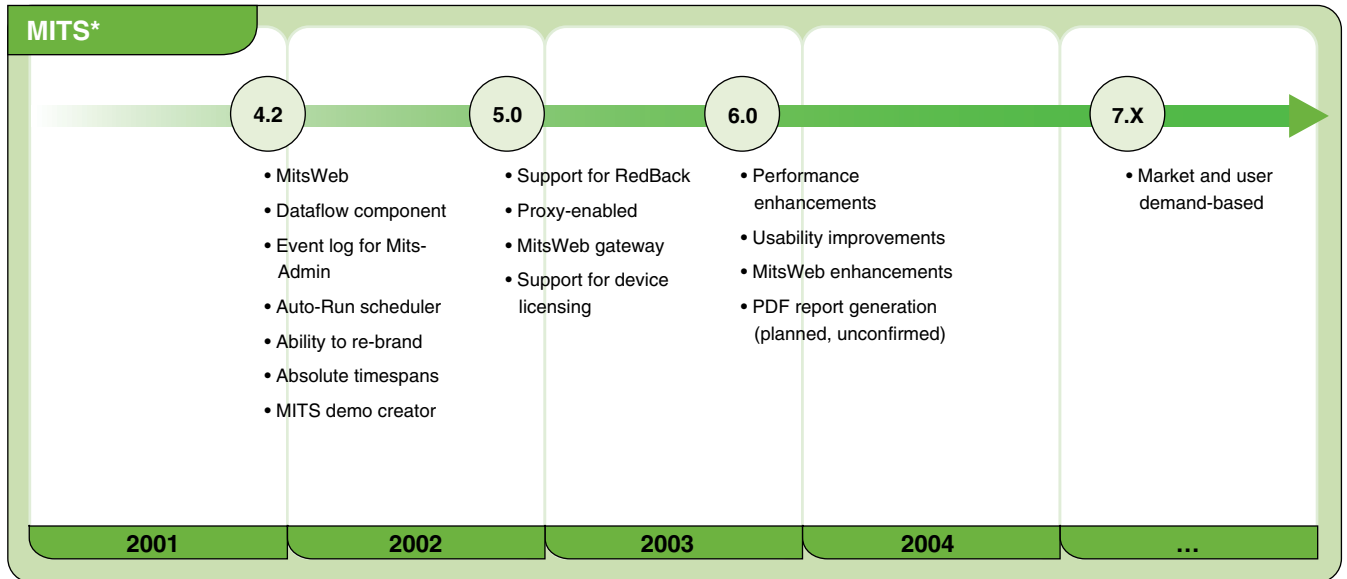 MITS*
4.2
• MitsWeb
• Dataflow component
• Event log for Mits-
Admin
• Auto-Run scheduler
• Ability to re-brand
• Absolute timespans
• MITS demo creator
5.0
• Support for RedBack
• Proxy-enabled
• MitsWeb gateway
• Support for device
licensing
6.0
• Performance
enhancements
• Usability improvements
• MitsWeb enhancements
• PDF report generation
(planned, unconfirmed)
7.X
• Market and user
demand-based
2001
2002
2003
2004
…